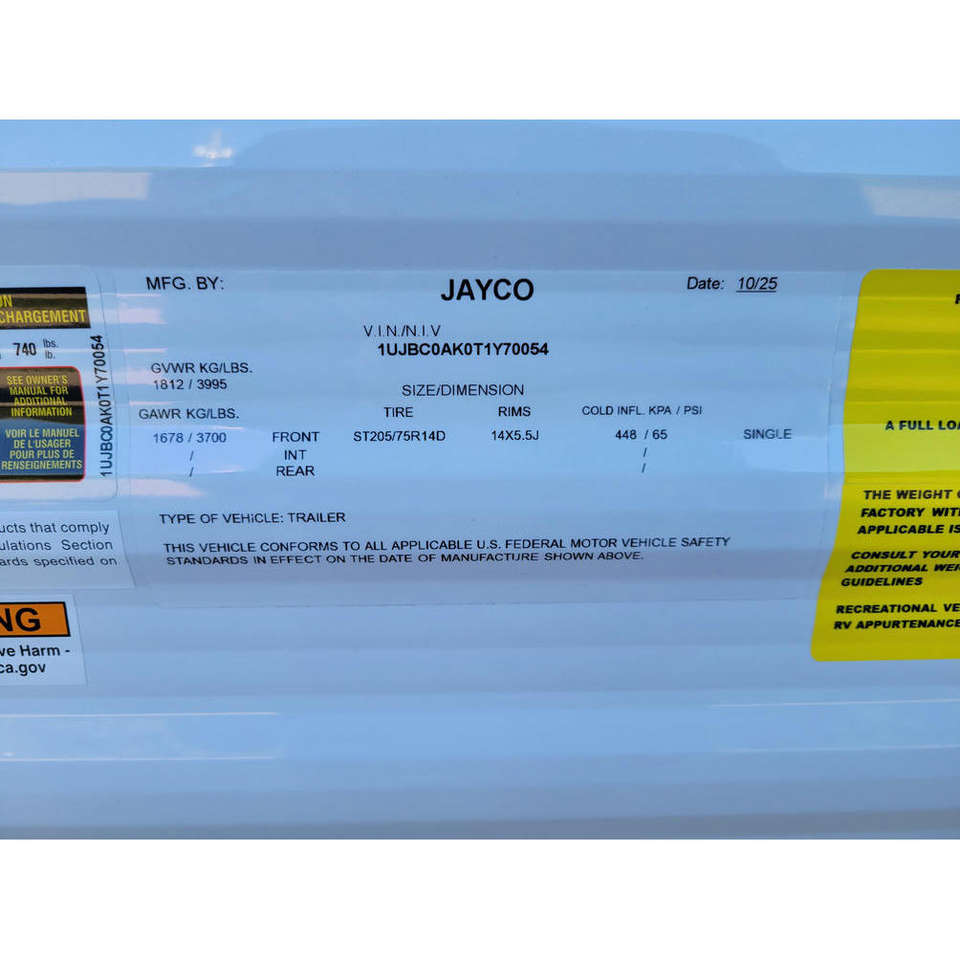 MFG. BY:
JAYCO
Date: 10/25
V.I.N./N.I.V
1UJBC0AK0T1Y70054
GVWR KG/LBS.
1812 / 3995
SIZE/DIMENSION
GAWR KG/LBS. TIRE RIMS COLD INFL. KPA / PSI
1678 / 3700 FRONT ST205/75R14D 14X5.5J 448 / 65 SINGLE
/ INT /
/ REAR /
TYPE OF VEHICLE: TRAILER
THIS VEHICLE CONFORMS TO ALL APPLICABLE U.S. FEDERAL MOTOR VEHICLE SAFETY
STANDARDS IN EFFECT ON THE DATE OF MANUFACTURE SHOWN ABOVE.
CHARGEMENT
740 lbs.
lb.
SEE OWNER'S
MANUAL FOR
ADDITIONAL
INFORMATION
VOIR LE MANUEL
DE L'USAGER
POUR PLUS DE
RENSEIGNEMENTS
1UJBC0AK0T1Y70054
ucts that comply
ulations Section
ards specified on
NG
ve Harm -
ca.gov
A FULL LOA
THE WEIGHT
FACTORY WIT
APPLICABLE IS
CONSULT YOUR
ADDITIONAL WEI
GUIDELINES
RECREATIONAL VE
RV APPURTENANCE